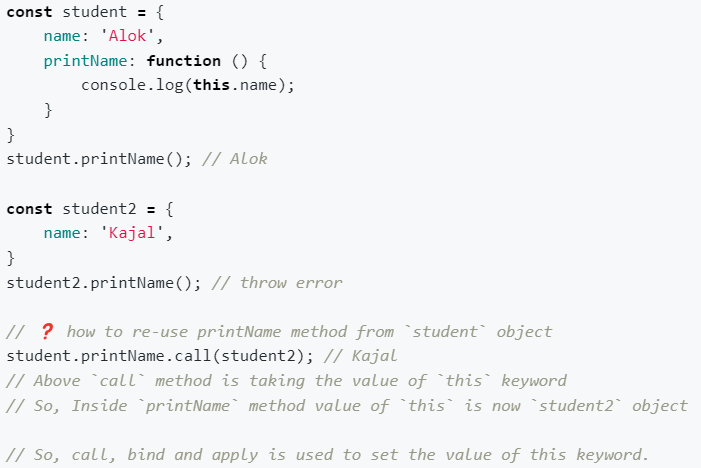 const student = {
    name: 'Alok',
    printName: function () {
        console.log(this.name);
    }
}
student.printName(); // Alok

const student2 = {
    name: 'Kajal',
}
student2.printName(); // throw error

// ❓ how to re-use printName method from `student` object
student.printName.call(student2); // Kajal
// Above `call` method is taking the value of `this` keyword
// So, Inside `printName` method value of `this` is now `student2` object

// So, call, bind and apply is used to set the value of this keyword.